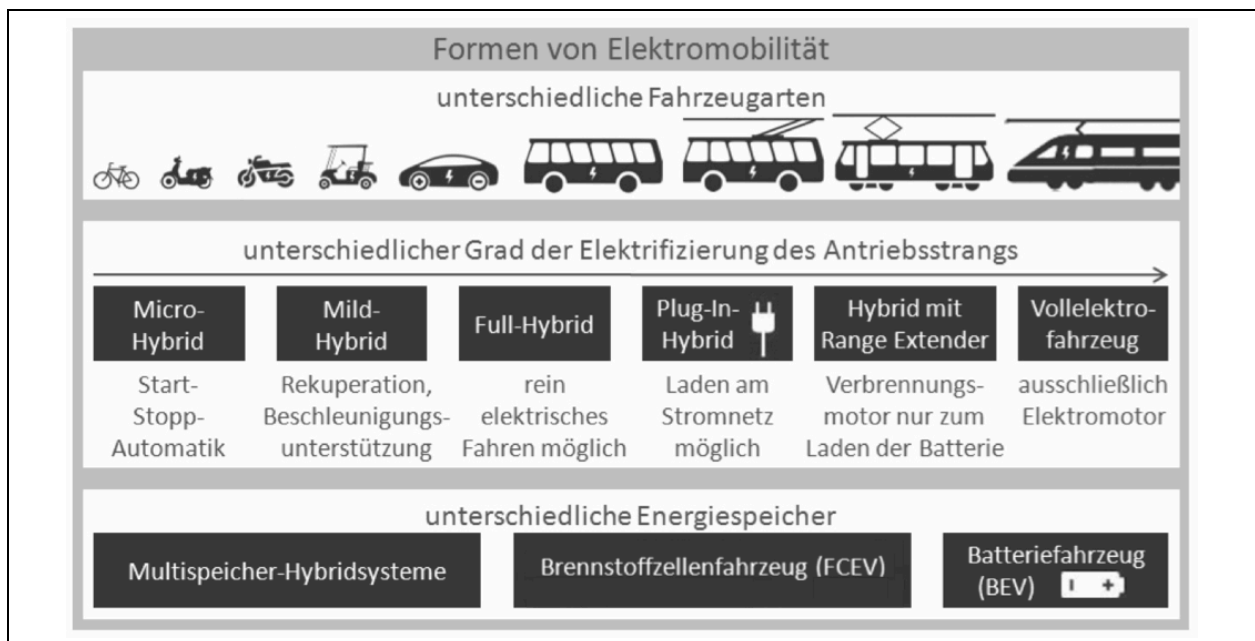 Formen von Elektromobilität
unterschiedliche Fahrzeugarten
unterschiedlicher Grad der Elektrifizierung des Antriebsstrangs
Micro-
Hybrid
Start-
Stopp-
Automatik
Mild-
Hybrid
Rekuperation,
Beschleunigungs-
unterstützung
Full-Hybrid
rein
elektrisches
Fahren möglich
Plug-In-
Hybrid
Laden am
Stromnetz
möglich
Hybrid mit
Range Extender
Verbrennungs-
motor nur zum
Laden der Batterie
Vollelektro-
fahrzeug
ausschließlich
Elektromotor
unterschiedliche Energiespeicher
Multispeicher-Hybridsysteme
Brennstoffzellenfahrzeug (FCEV)
Batteriefahrzeug
(BEV)